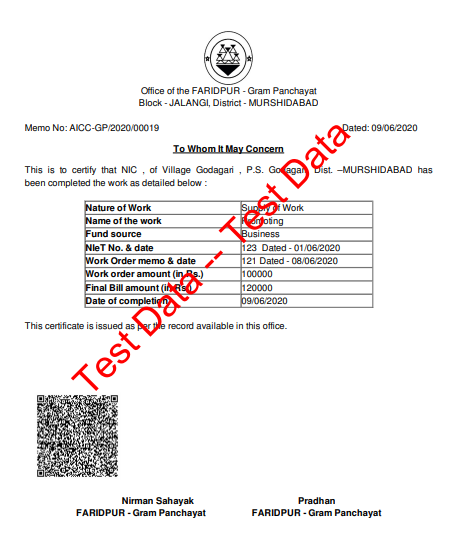 Office of the FARIDPUR - Gram Panchayat
Block - JALANGI, District - MURSHIDABAD
Memo No: AICC-GP/2020/00019 Dated: 09/06/2020
To Whom It May Concern
This is to certify that NIC , of Village Godagari , P.S. Godagari, Dist. –MURSHIDABAD has
been completed the work as detailed below :
Nature of Work Supply of Work
Name of the work Promoting
Fund source Business
NIeT No. & date 123 Dated - 01/06/2020
Work Order memo & date 121 Dated - 08/06/2020
Work order amount (in Rs.) 100000
Final Bill amount (in Rs.) 120000
Date of completion 09/06/2020
This certificate is issued as per the record available in this office.
Test Data -- Test Data
Nirman Sahayak Pradhan
FARIDPUR - Gram Panchayat FARIDPUR - Gram Panchayat